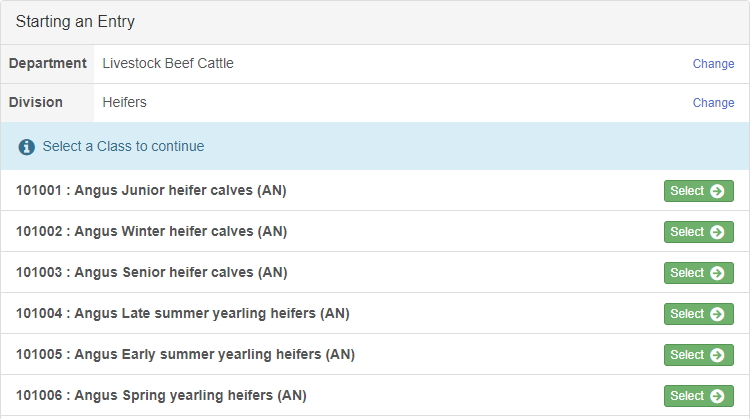 Starting an Entry
Department Livestock Beef Cattle Change
Division Heifers Change
Select a Class to continue
101001 : Angus Junior heifer calves (AN) Select
101002 : Angus Winter heifer calves (AN) Select
101003 : Angus Senior heifer calves (AN) Select
101004 : Angus Late summer yearling heifers (AN) Select
101005 : Angus Early summer yearling heifers (AN) Select
101006 : Angus Spring yearling heifers (AN) Select